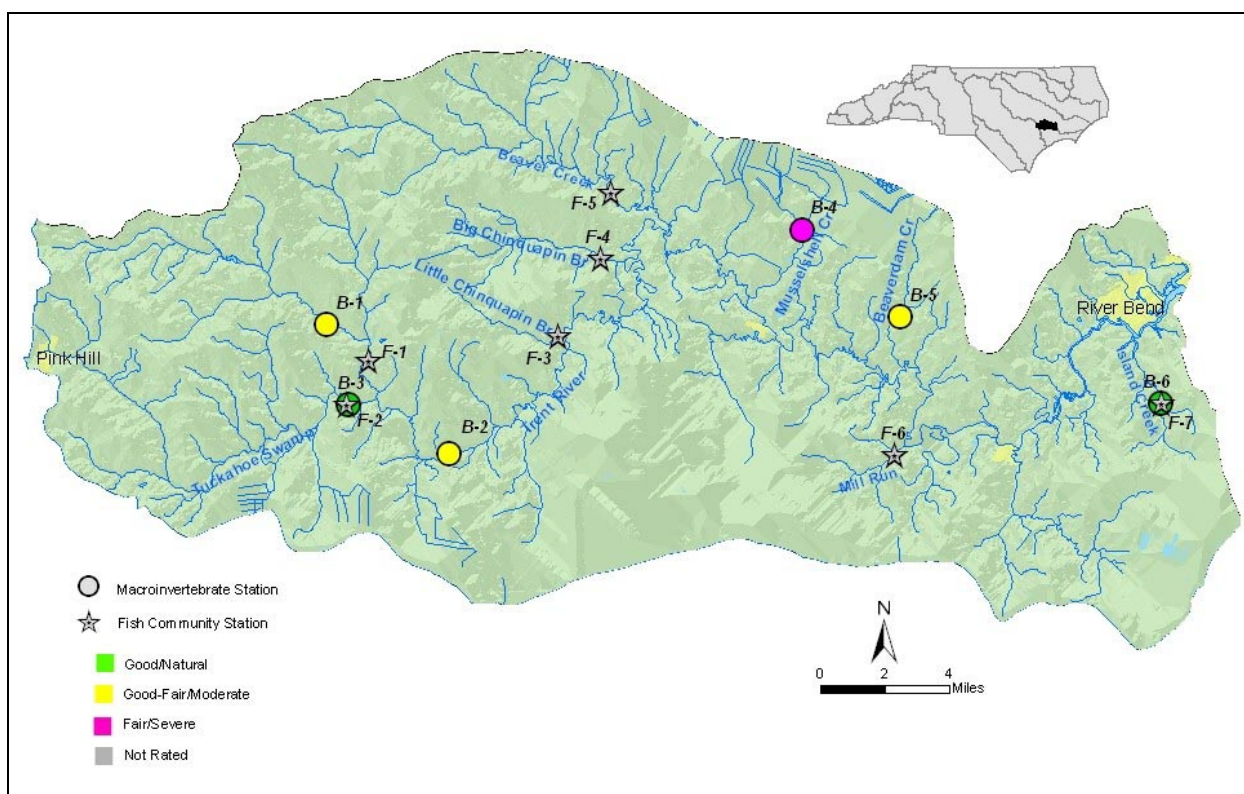 Beaver Creek
F-5
B-4
Musselshell Cr
Big Chinquapin Br
F-4
Beaverdam Cr
Little Chinquapin Br
B-5
River Bend
B-1
F-3
Pink Hill
F-1
Island Creek
B-3
F-2
B-6
F-7
Trent River
B-2
F-6
Tuckahoe Swamp
Mill Run
Macroinvertebrate Station
Fish Community Station
Good/Natural
Good-Fair/Moderate
Fair/Severe
Not Rated
N
0 2 4
Miles